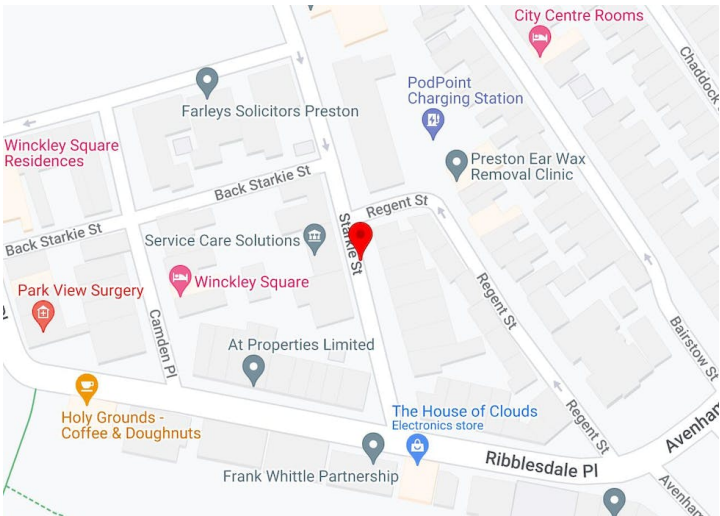 City Centre Rooms
Chaddock
Farleys Solicitors Preston
PodPoint
Charging Station
Winckley Square
Residences
Preston Ear Wax
Removal Clinic
Back Starkie St
Regent St
Back Starkie St
Service Care Solutions
Starkie St
Winckley Square
Park View Surgery
Camden Pl
Regent St
Bairstow St
At Properties Limited
Holy Grounds -
Coffee & Doughnuts
The House of Clouds
Electronics store
Regent St
Avenham
Frank Whittle Partnership
Ribblesdale Pl
Avenham